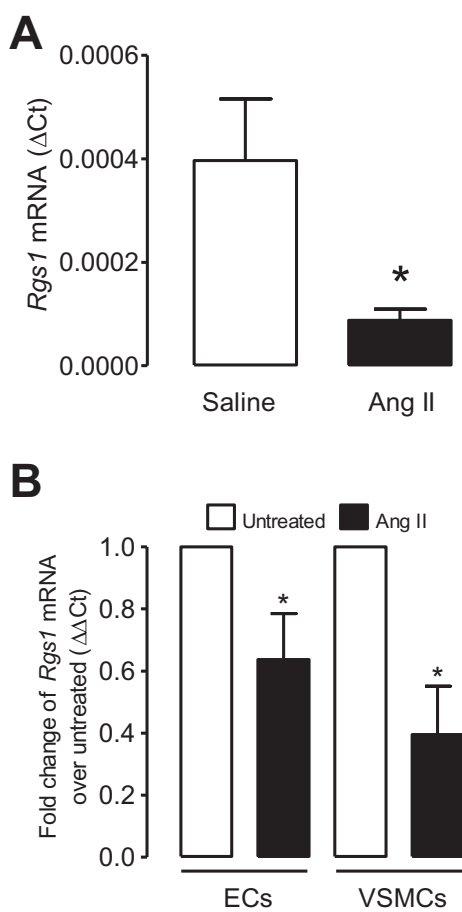 A
Rgs1 mRNA (ΔCt)
0.0006
0.0004
0.0002
0.0000
*
Saline
Ang II
B
Untreated
Ang II
Fold change of Rgs1 mRNA
over untreated (ΔΔCt)
1.0
0.8
0.6
0.4
0.2
0.0
*
*
ECs
VSMCs